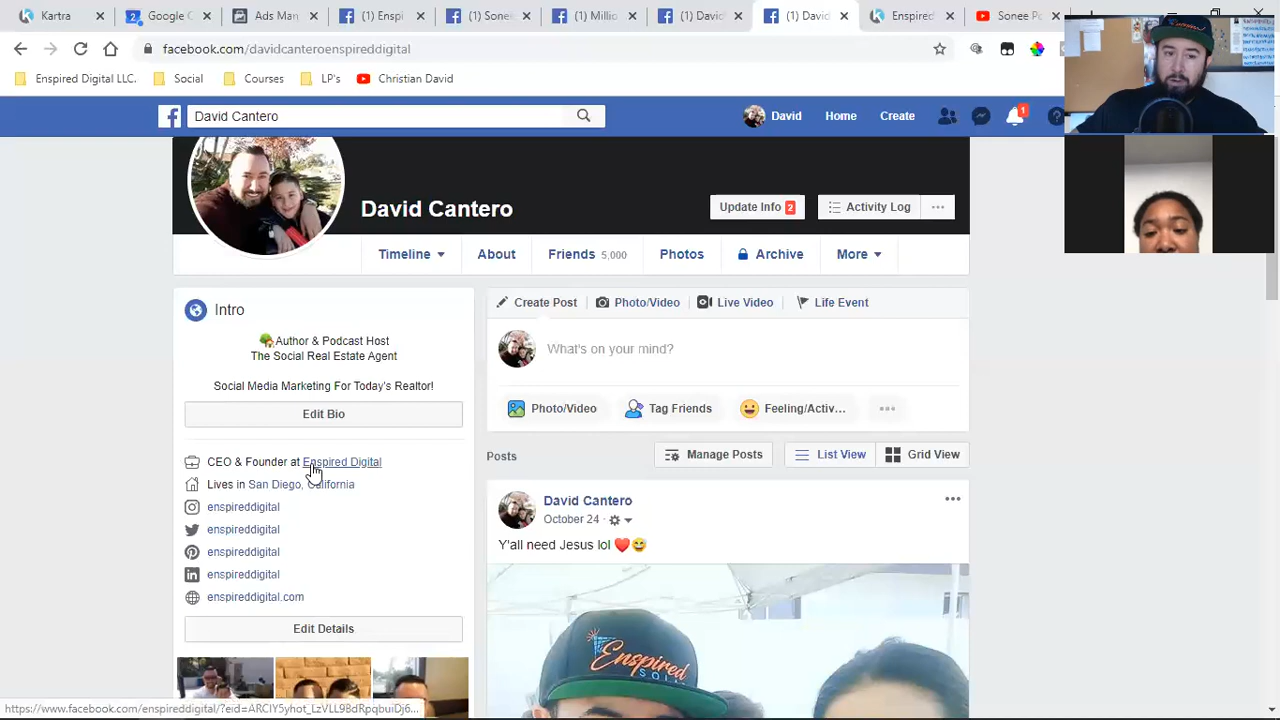 Kartra
Google C
Ads Man
(1) Enspi
(1) Sone
(1) Millio
(1) David
(1) David
Enspired
Sonee Po
facebook.com/davidcanteroenspireddigital
Enspired Digital LLC.
Social
Courses
LP's
Christian David
David Cantero
David
Home
Create
1
David Cantero
Update Info 2
Activity Log
Timeline
About
Friends 5,000
Photos
Archive
More
Intro
Author & Podcast Host
The Social Real Estate Agent
Social Media Marketing For Today's Realtor!
Edit Bio
CEO & Founder at Enspired Digital
Lives in San Diego, California
enspireddigital
enspireddigital
enspireddigital
enspireddigital
enspireddigital.com
Edit Details
Create Post
Photo/Video
Live Video
Life Event
What's on your mind?
Photo/Video
Tag Friends
Feeling/Activ...
Posts
Manage Posts
List View
Grid View
David Cantero
October 24
Y'all need Jesus lol ❤️😅
Enspired